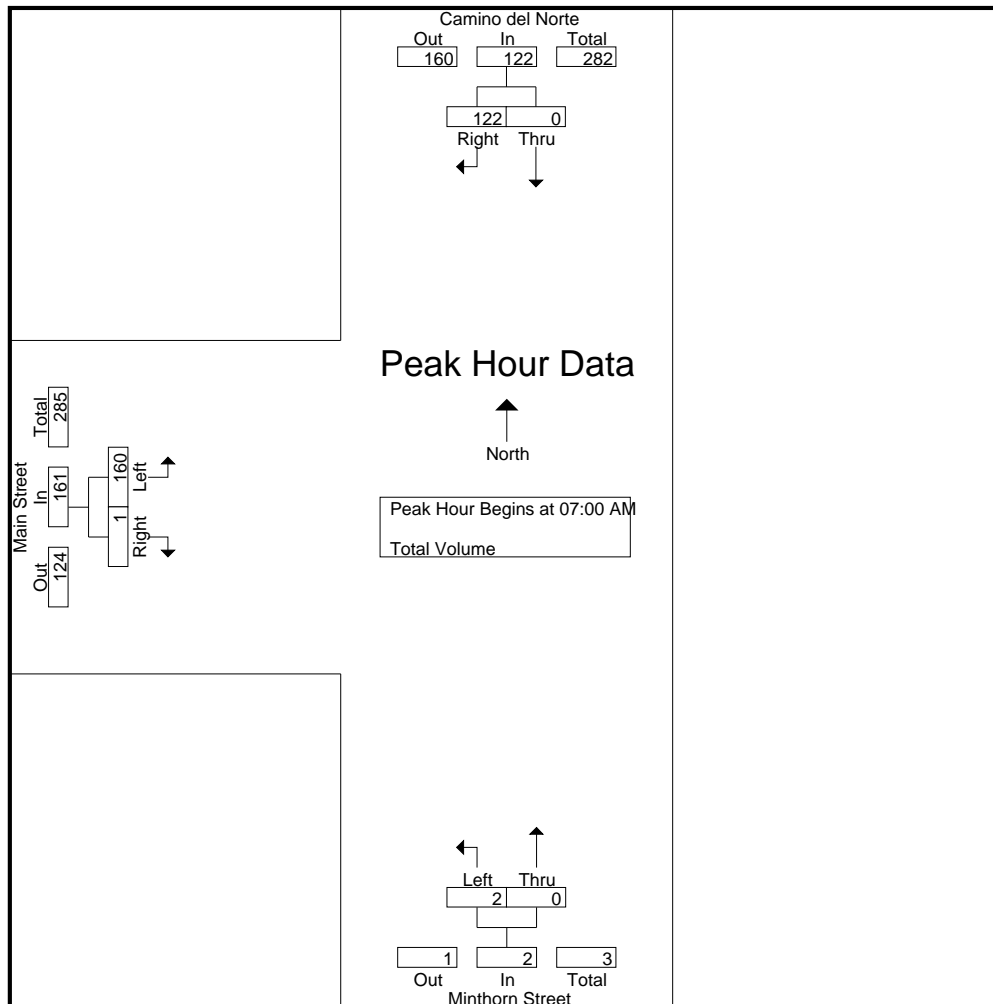 Camino del Norte
Out In Total
160 122 282
122 0
Right Thru
Peak Hour Data
North
Peak Hour Begins at 07:00 AM
Total Volume
Main Street
Out In Total
124 161 285
1 160
Right Left
Left Thru
2 0
1 2 3
Out In Total
Minthorn Street